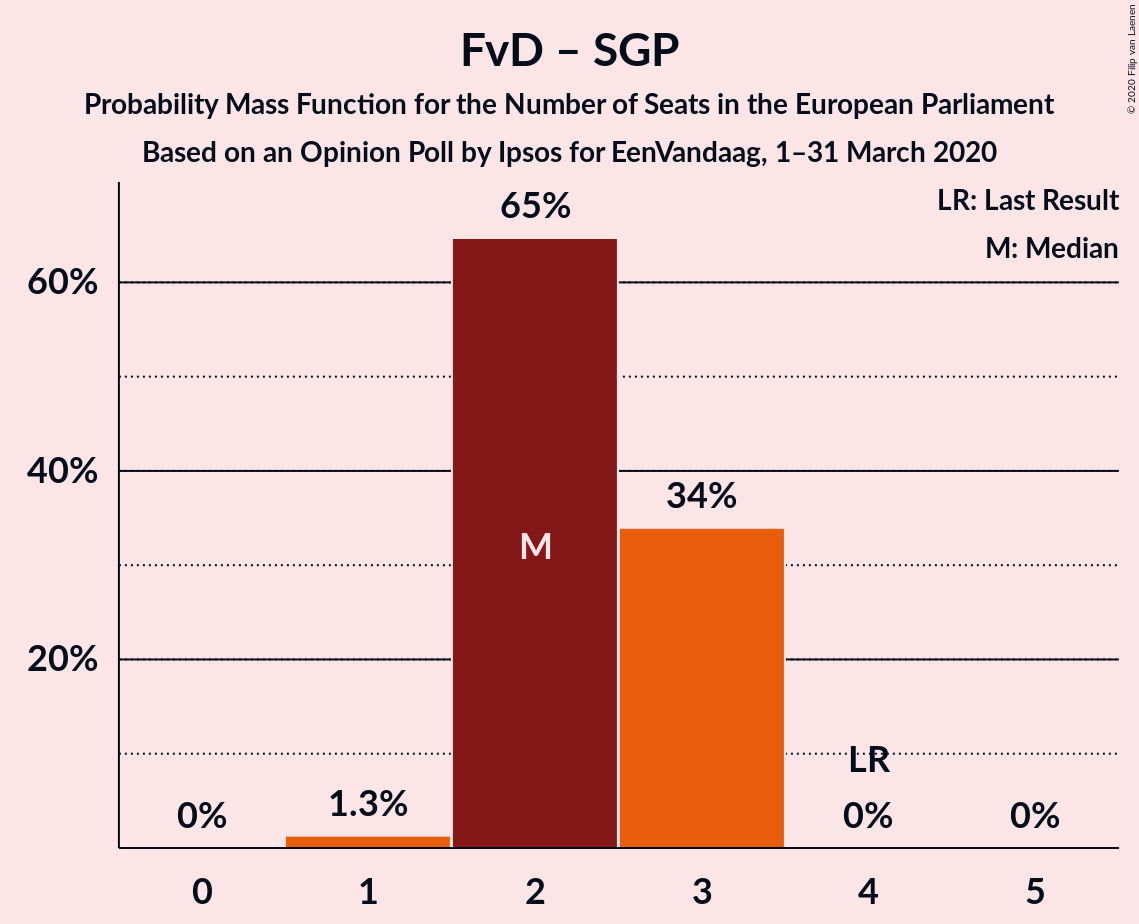 FvD – SGP
Probability Mass Function for the Number of Seats in the European Parliament
Based on an Opinion Poll by Ipsos for EenVandaag, 1–31 March 2020
© 2020 Filip van Laenen
LR: Last Result
M: Median
65%
60%
40%
34%
M
20%
LR
0%
1.3%
0%
0%
0 1 2 3 4 5